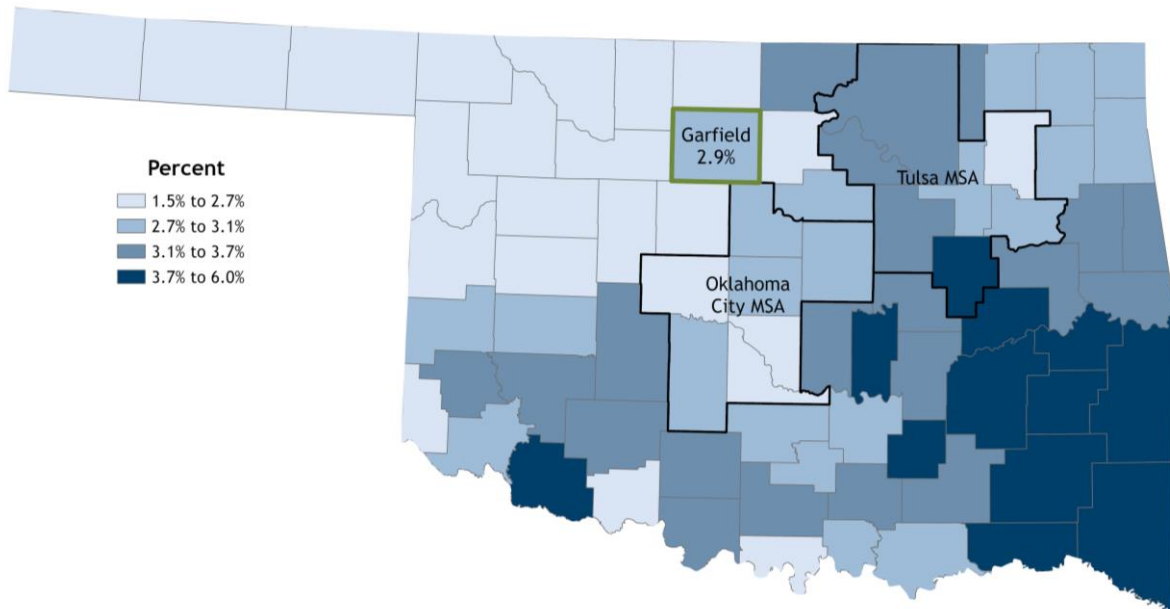 Garfield
2.9%
Tulsa MSA
Percent
1.5% to 2.7%
2.7% to 3.1%
3.1% to 3.7%
3.7% to 6.0%
Oklahoma
City MSA